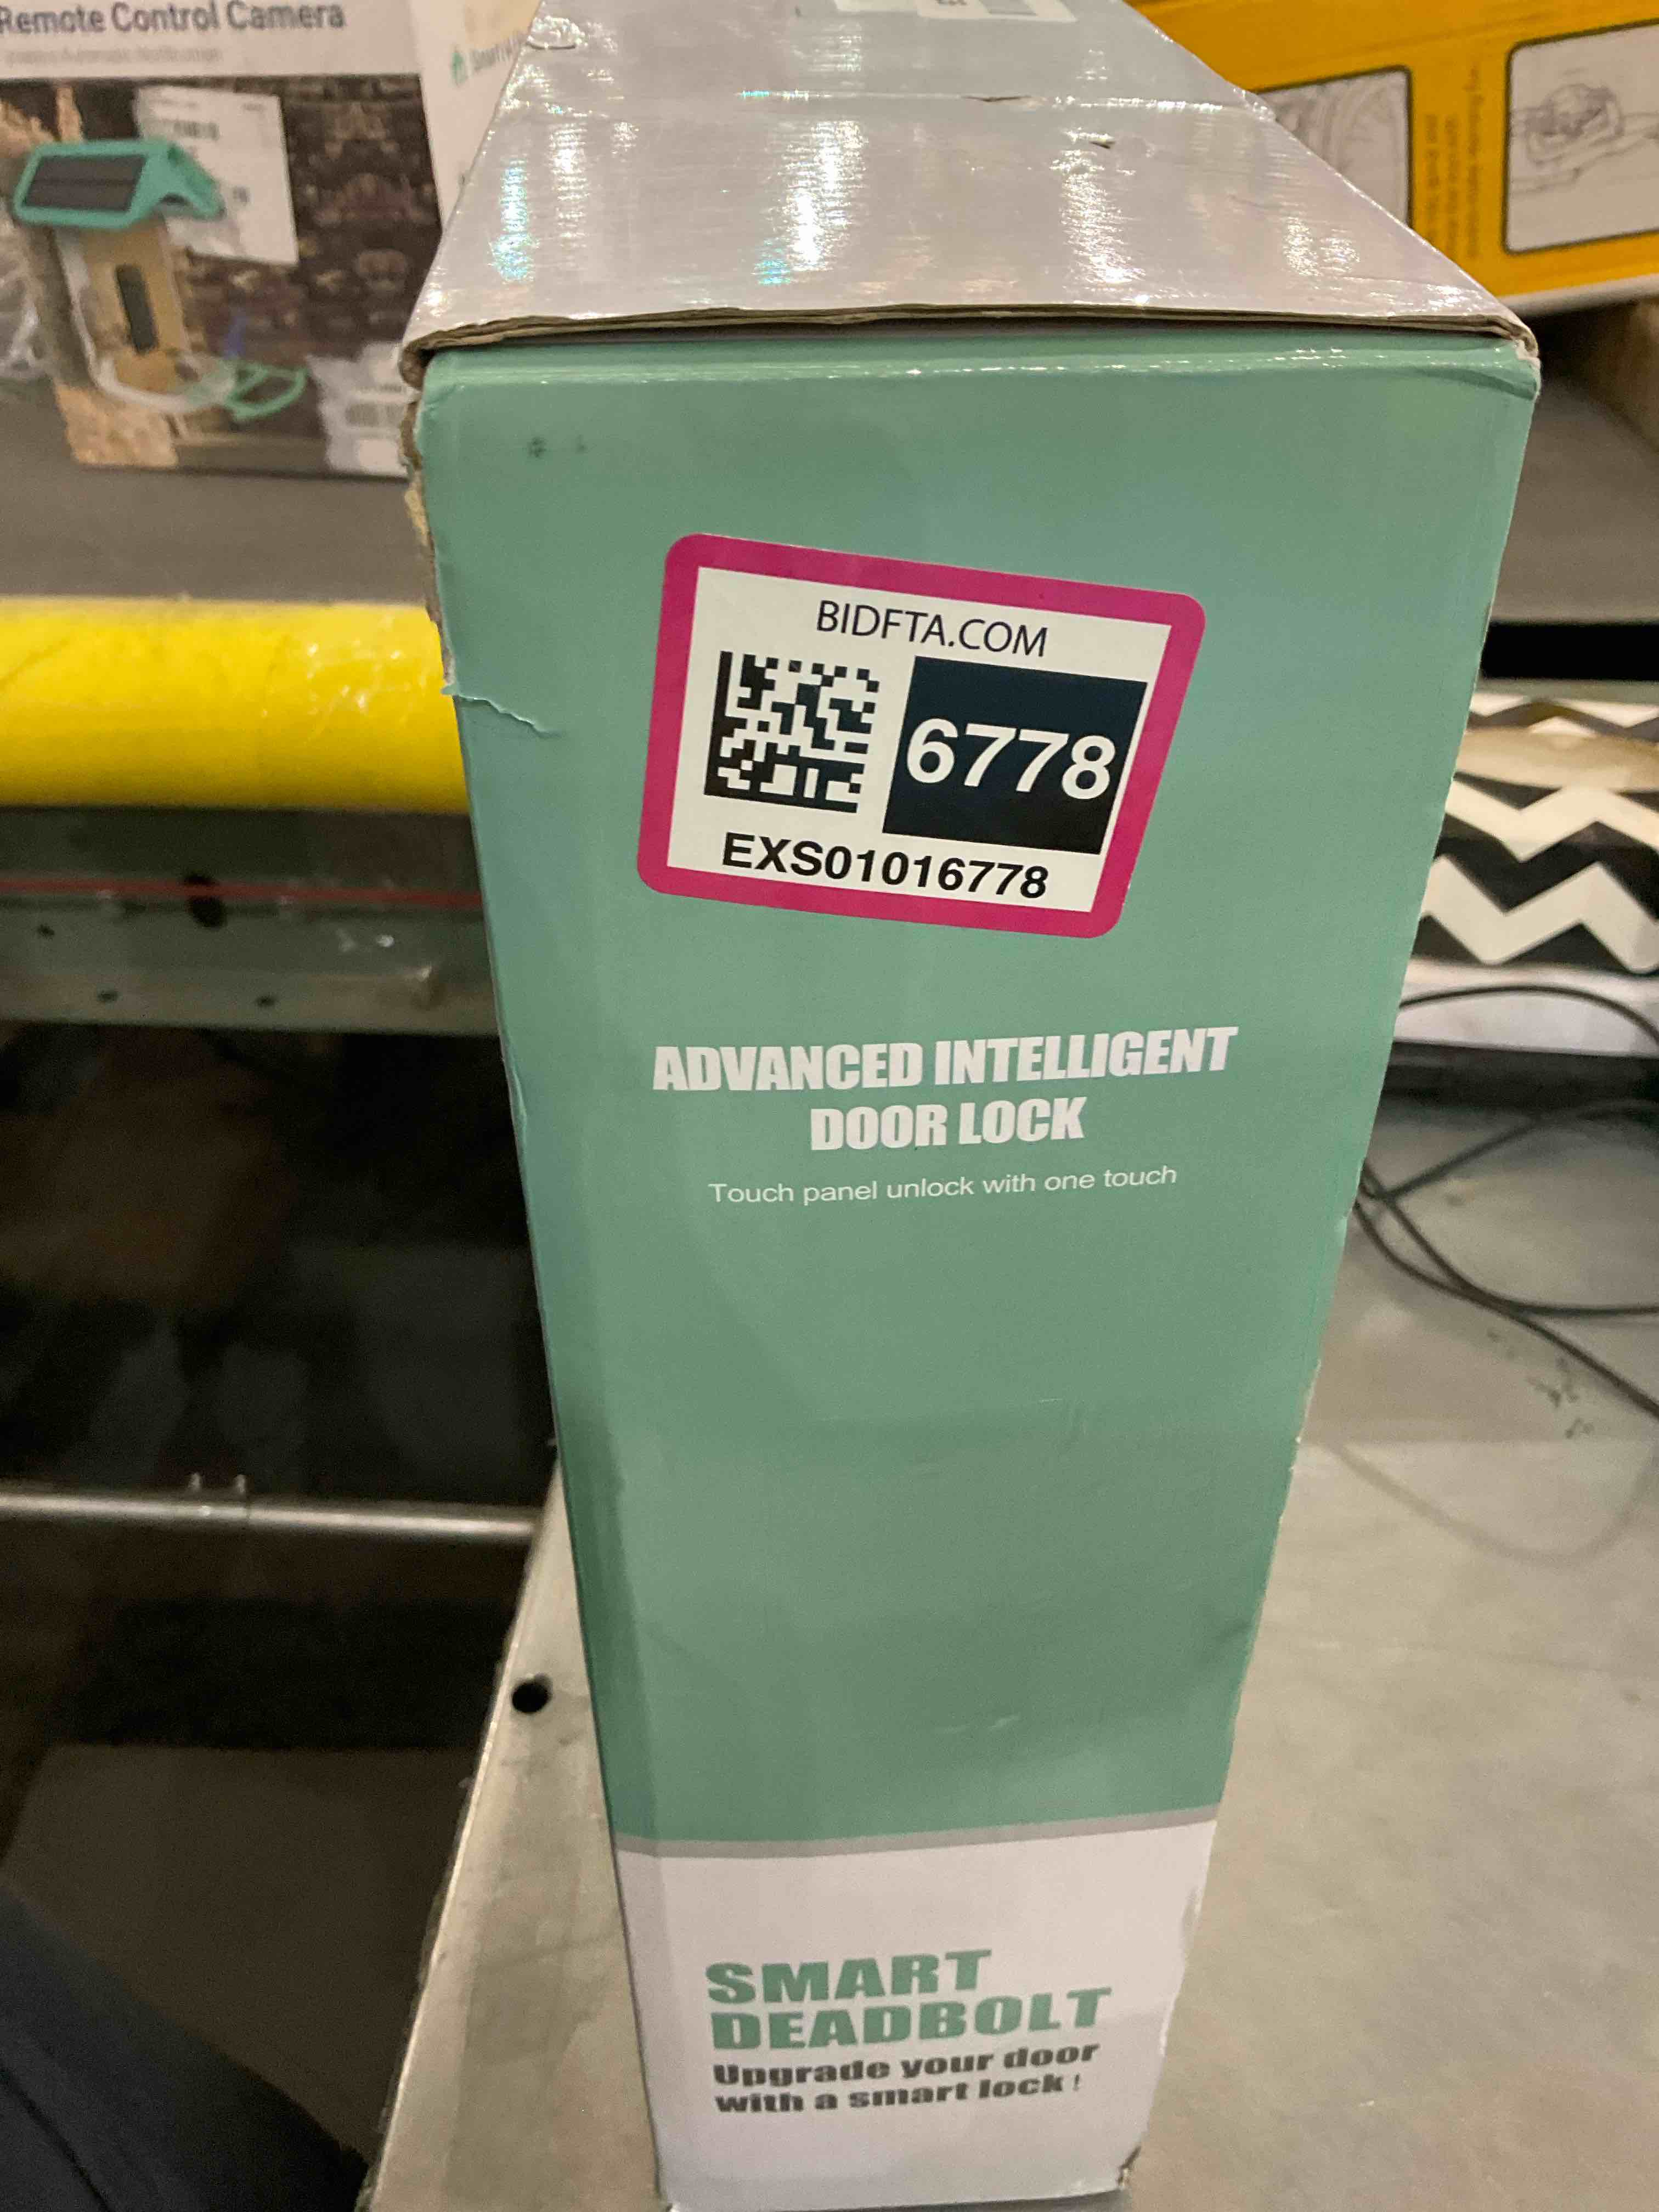 Remote Control Camera
BIDFTA.COM
6778
EXS01016778
ADVANCED INTELLIGENT
DOOR LOCK
Touch panel unlock with one touch
SMART
DEADBOLT
Upgrade your door
with a smart lock!